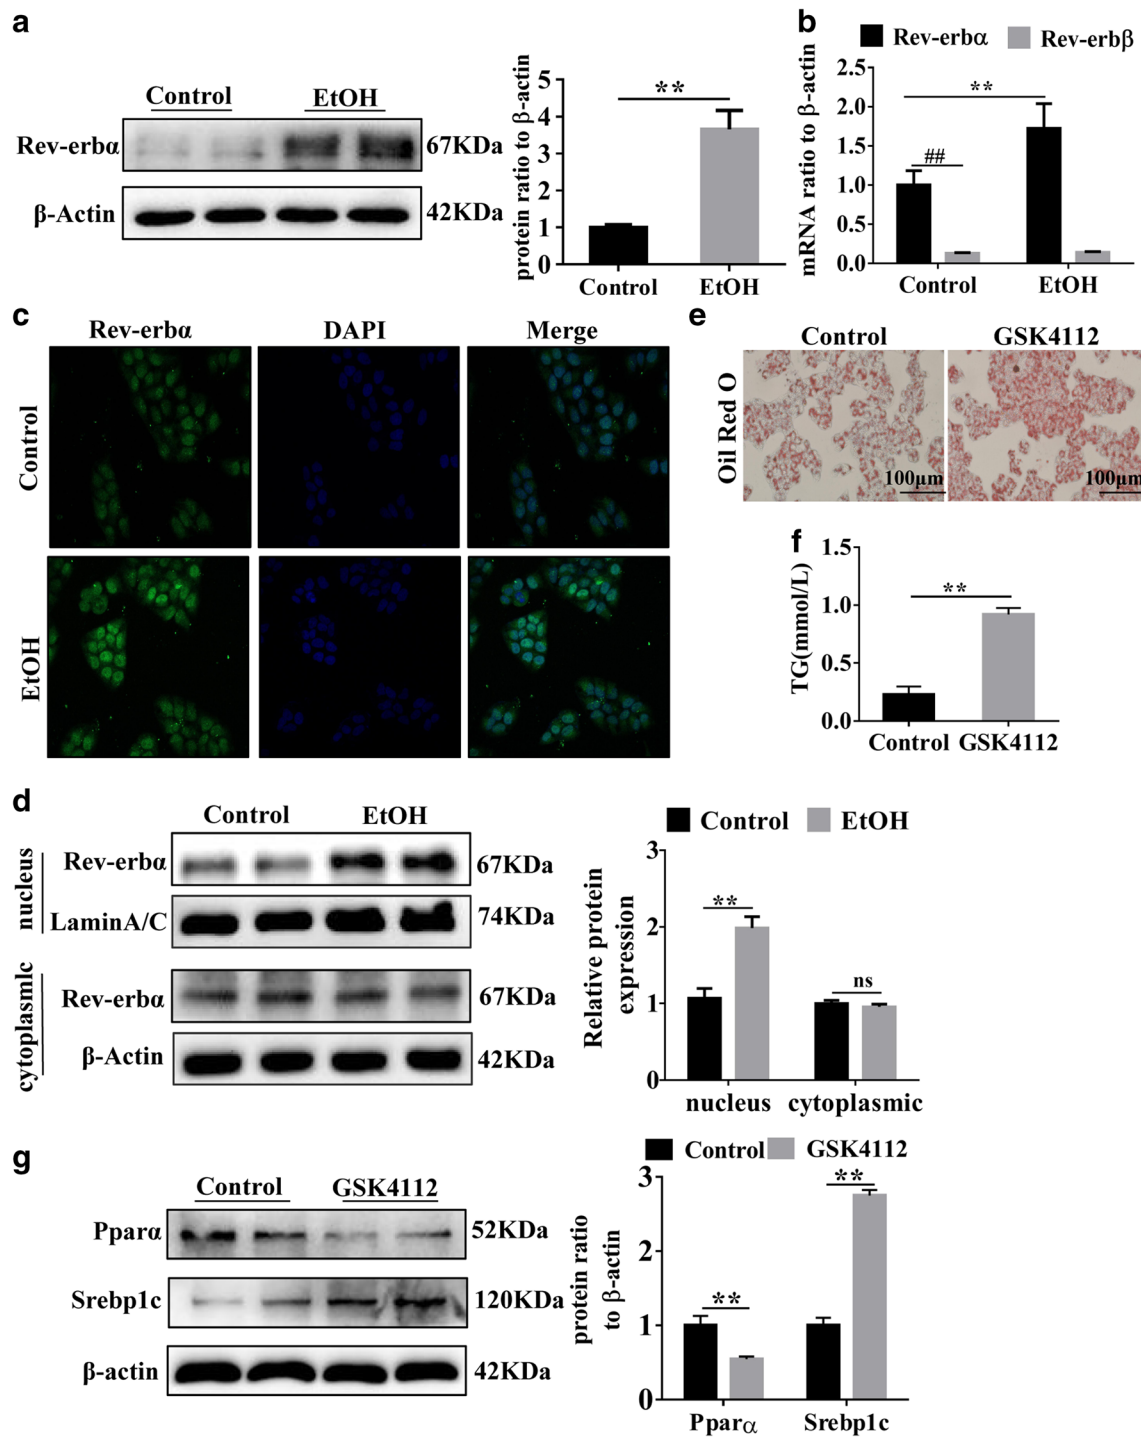 a
Control EtOH
Rev-erbα 67KDa
β-Actin 42KDa
protein ratio to β-actin
5
4
3
2
1
0
**
Control EtOH
b
Rev-erbα Rev-erbβ
mRNA ratio to β-actin
2.5
2.0
1.5
1.0
0.5
0.0
**
##
Control EtOH
c
Rev-erbα DAPI Merge
Control
EtOH
e
Control GSK4112
Oil Red O
100μm 100μm
f
TG(mmol/L)
1.5
1.0
0.5
0.0
**
Control GSK4112
d
Control EtOH
nucleus
Rev-erbα 67KDa
LaminA/C 74KDa
cytoplasmic
Rev-erbα 67KDa
β-Actin 42KDa
Control EtOH
Relative protein
expression
3
2
1
0
**
ns
nucleus cytoplasmic
g
Control GSK4112
Pparα 52KDa
Srebp1c 120KDa
β-actin 42KDa
Control GSK4112
protein ratio
to β-actin
3
2
1
0
**
**
Pparα Srebp1c